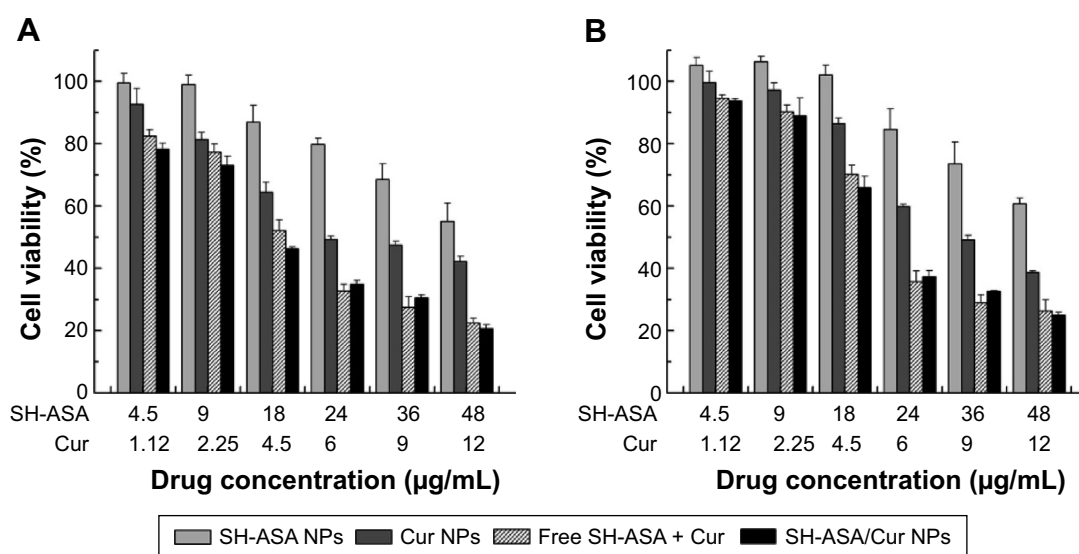 A
Cell viability (%)
100
80
60
40
20
0
SH-ASA 4.5 9 18 24 36 48
Cur 1.12 2.25 4.5 6 9 12
Drug concentration (µg/mL)
B
Cell viability (%)
100
80
60
40
20
0
SH-ASA 4.5 9 18 24 36 48
Cur 1.12 2.25 4.5 6 9 12
Drug concentration (µg/mL)
SH-ASA NPs Cur NPs Free SH-ASA + Cur SH-ASA/Cur NPs